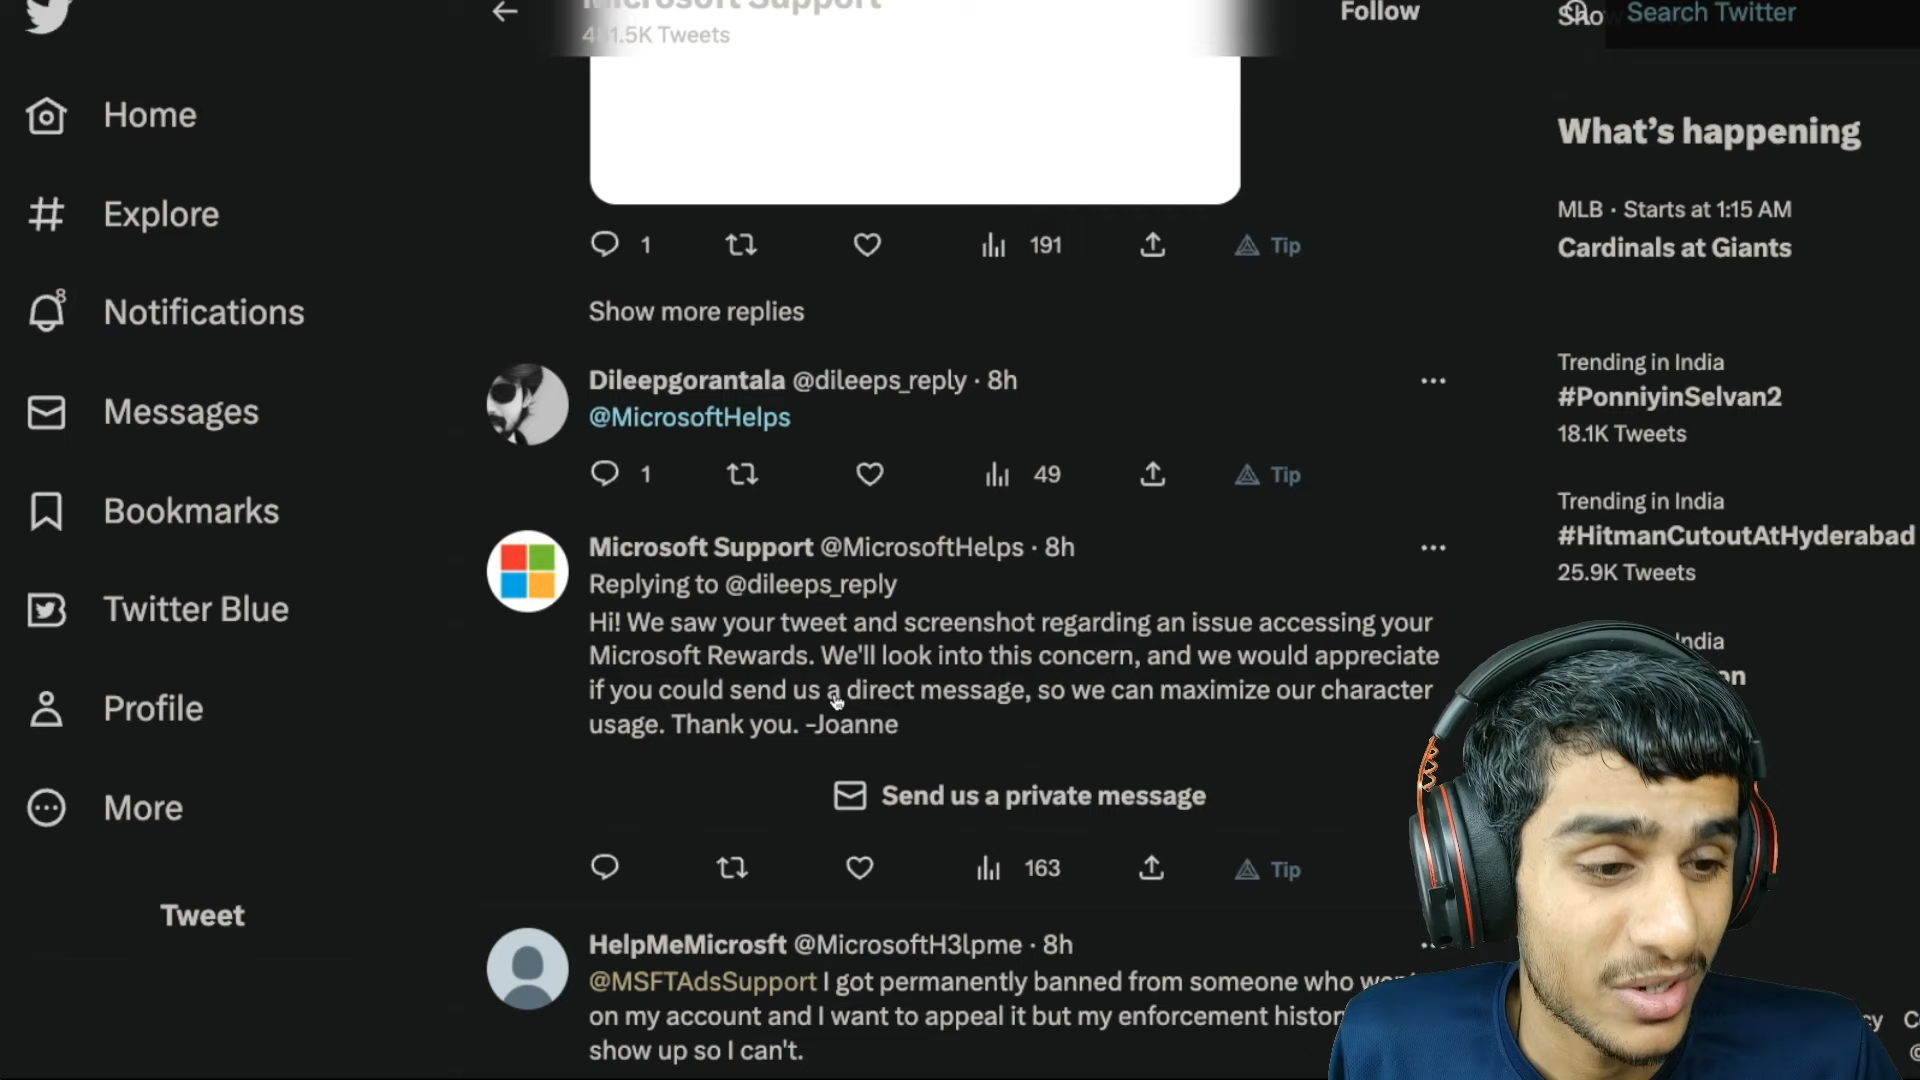 Microsoft Support
1.5K Tweets
Follow
Search Twitter
Home
Explore
8
Notifications
Messages
Bookmarks
Twitter Blue
Profile
More
Tweet
1
191
Tip
Show more replies
Dileepgorantala @dileeps_reply · 8h
@MicrosoftHelps
1
49
Tip
Microsoft Support @MicrosoftHelps · 8h
Replying to @dileeps_reply
Hi! We saw your tweet and screenshot regarding an issue accessing your
Microsoft Rewards. We'll look into this concern, and we would appreciate
if you could send us a direct message, so we can maximize our character
usage. Thank you. -Joanne
Send us a private message
163
Tip
HelpMeMicrosft @MicrosoftH3lpme · 8h
@MSFTAdsSupport I got permanently banned from someone who
on my account and I want to appeal it but my enforcement
show up so I can't.
What's happening
MLB · Starts at 1:15 AM
Cardinals at Giants
Trending in India
#PonniyinSelvan2
18.1K Tweets
Trending in India
#HitmanCutoutAtHyderabad
25.9K Tweets